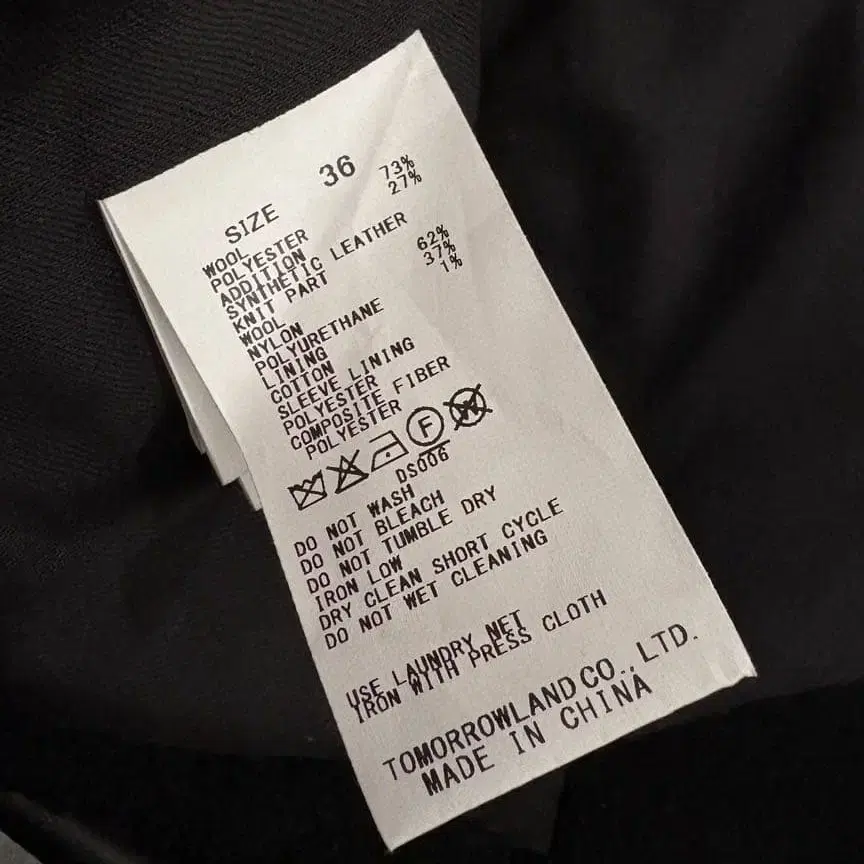 SIZE 36
WOOL 73%
POLYESTER 27%
ADDITION
SYNTHETIC LEATHER
KNIT PART
WOOL 62%
NYLON 37%
POLYURETHANE 1%
LINING
COTTON
SLEEVE LINING
POLYESTER
COMPOSITE FIBER
POLYESTER
F W
DS006
DO NOT WASH
DO NOT BLEACH
DO NOT TUMBLE DRY
IRON LOW
DRY CLEAN SHORT CYCLE
DO NOT WET CLEANING
USE LAUNDRY NET
IRON WITH PRESS CLOTH
TOMORROWLAND CO., LTD.
MADE IN CHINA